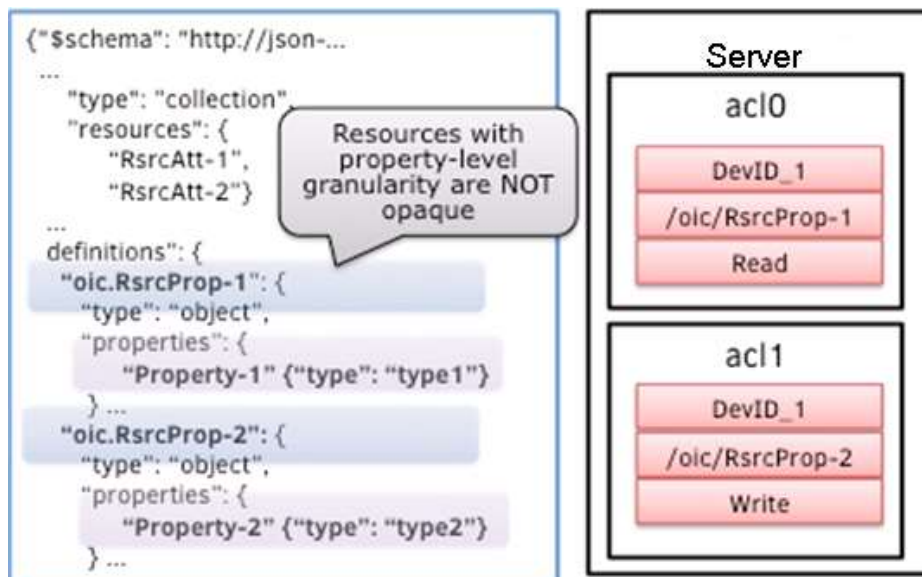 {"$schema": "http://json-...
...
"type": "collection",
"resources": {
"RsrcAtt-1",
"RsrcAtt-2"}
...
definitions": {
"oic.RsrcProp-1": {
"type": "object",
"properties": {
"Property-1" {"type": "type1"}
} ...
"oic.RsrcProp-2": {
"type": "object",
"properties": {
"Property-2" {"type": "type2"}
} ...
Resources with
property-level
granularity are NOT
opaque
Server
acl0
DevID_1
/oic/RsrcProp-1
Read
acl1
DevID_1
/oic/RsrcProp-2
Write